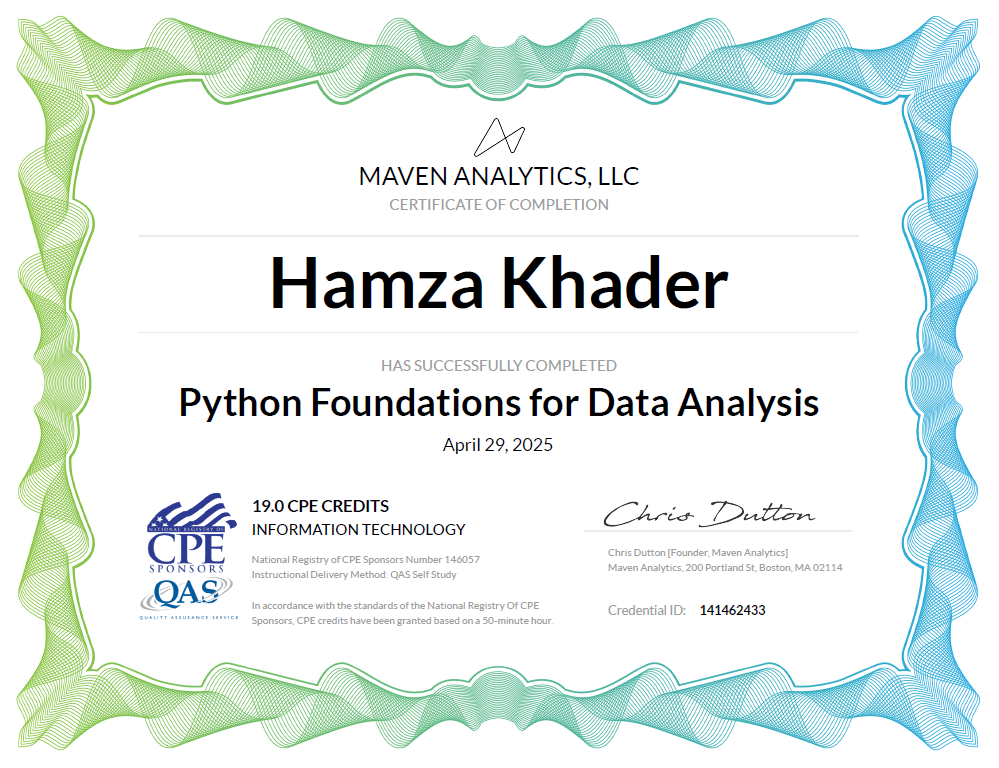 MAVEN ANALYTICS, LLC
CERTIFICATE OF COMPLETION
Hamza Khader
HAS SUCCESSFULLY COMPLETED
Python Foundations for Data Analysis
April 29, 2025
NATIONAL REGISTRY OF
CPE
SPONSORS
QAS
QUALITY ASSURANCE SERVICE
19.0 CPE CREDITS
INFORMATION TECHNOLOGY
National Registry of CPE Sponsors Number 146057
Instructional Delivery Method: QAS Self Study
In accordance with the standards of the National Registry Of CPE
Sponsors, CPE credits have been granted based on a 50-minute hour.
Chris Dutton
Chris Dutton [Founder, Maven Analytics]
Maven Analytics, 200 Portland St, Boston, MA 02114
Credential ID: 141462433